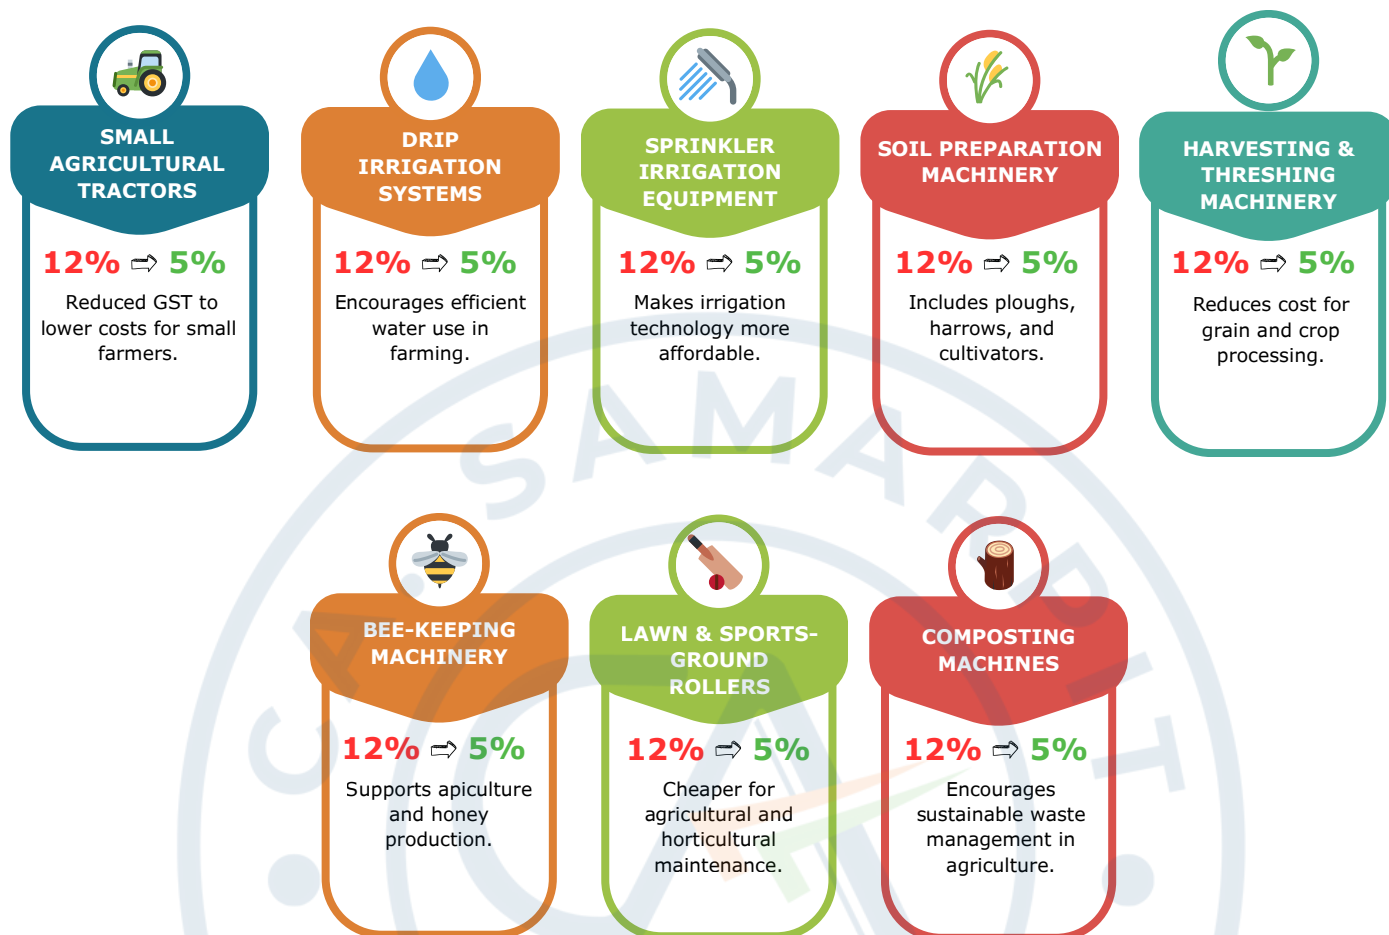 SMALL
AGRICULTURAL
TRACTORS
12% ⇨ 5%
Reduced GST to
lower costs for small
farmers.
DRIP
IRRIGATION
SYSTEMS
12% ⇨ 5%
Encourages efficient
water use in
farming.
SPRINKLER
IRRIGATION
EQUIPMENT
12% ⇨ 5%
Makes irrigation
technology more
affordable.
SOIL PREPARATION
MACHINERY
12% ⇨ 5%
Includes ploughs,
harrows, and
cultivators.
HARVESTING &
THRESHING
MACHINERY
12% ⇨ 5%
Reduces cost for
grain and crop
processing.
BEE-KEEPING
MACHINERY
12% ⇨ 5%
Supports apiculture
and honey
production.
LAWN & SPORTS-
GROUND
ROLLERS
12% ⇨ 5%
Cheaper for
agricultural and
horticultural
maintenance.
COMPOSTING
MACHINES
12% ⇨ 5%
Encourages
sustainable waste
management in
agriculture.
CA. SAMARPIT